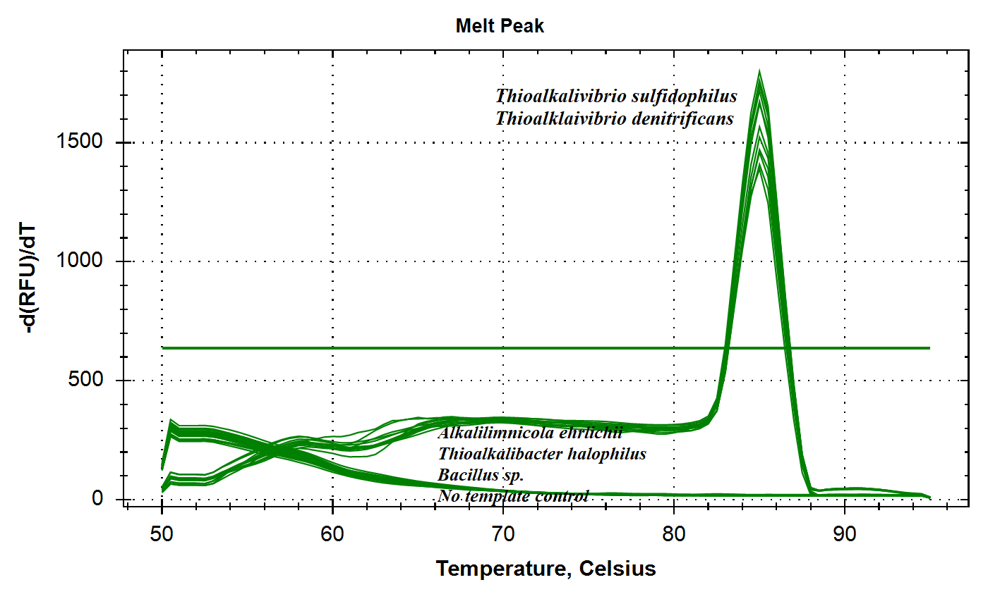 Melt Peak
Thioalkalivibrio sulfidophilus
Thioalklaivibrio denitrificans
1500
1000
500
0
-d(RFU)/dT
Alkalilimnicola ehrlichii
Thioalkalibacter halophilus
Bacillus sp.
No template control
50 60 70 80 90
Temperature, Celsius